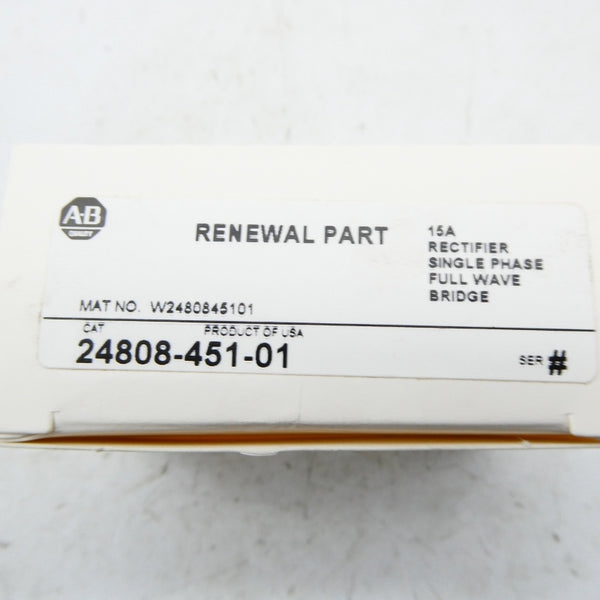 A-B
QUALITY
RENEWAL PART
15A
RECTIFIER
SINGLE PHASE
FULL WAVE
BRIDGE
MAT NO. W2480845101
CAT PRODUCT OF USA
24808-451-01
SER #